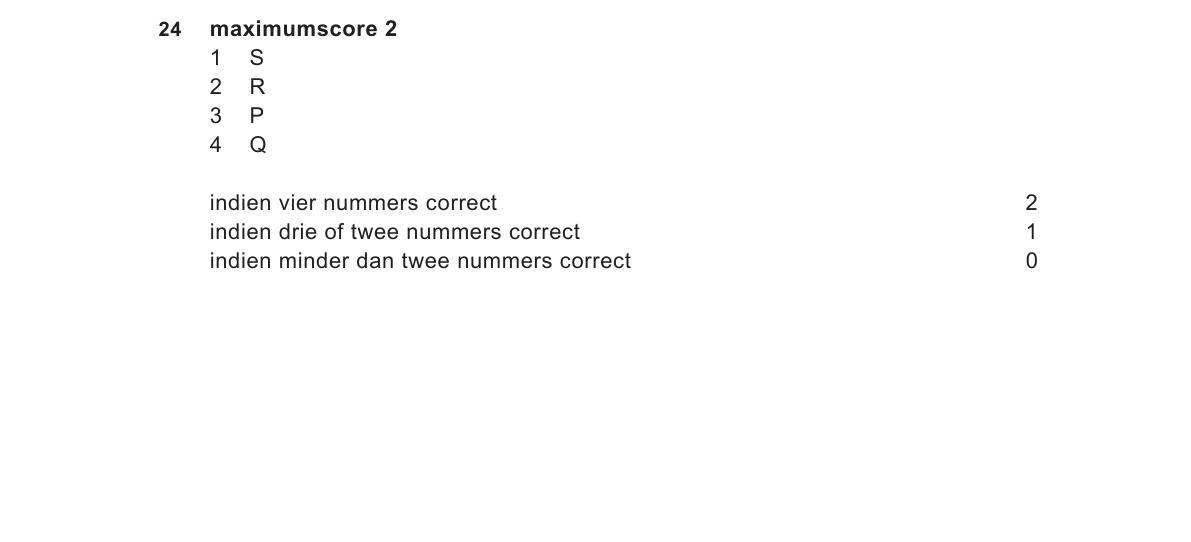 24 maximumscore 2
1 S
2 R
3 P
4 Q
indien vier nummers correct 2
indien drie of twee nummers correct 1
indien minder dan twee nummers correct 0